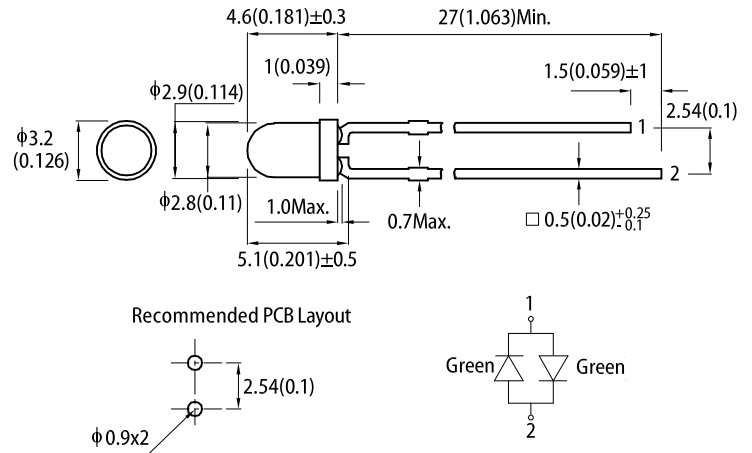 4.6(0.181)±0.3
27(1.063)Min.
1(0.039)
1.5(0.059)±1
ϕ2.9(0.114)
2.54(0.1)
ϕ3.2
(0.126)
1
2
ϕ2.8(0.11)
1.0Max.
0.7Max.
□ 0.5(0.02)+0.25
-0.1
5.1(0.201)±0.5
Recommended PCB Layout
2.54(0.1)
ϕ0.9x2
1
Green
Green
2